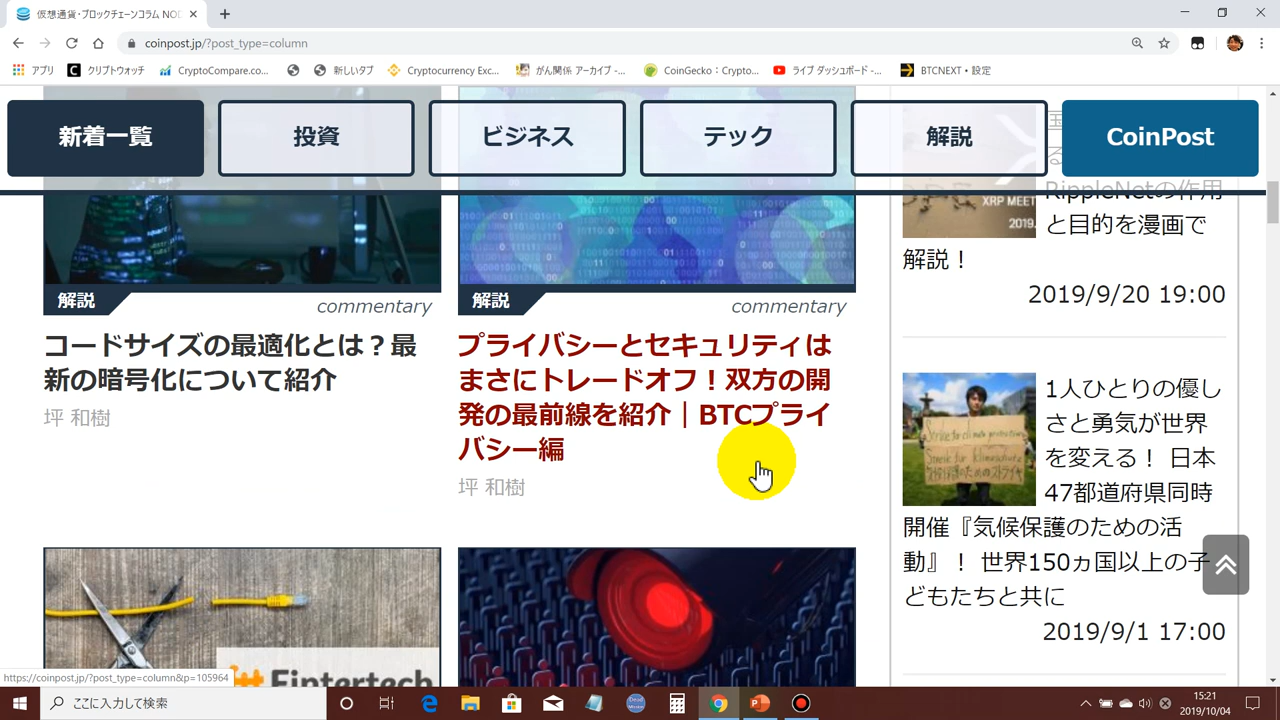 仮想通貨・ブロックチェーンコラム NOD
coinpost.jp/?post_type=column
アプリ
クリプトウォッチ
CryptoCompare.co...
新しいタブ
Cryptocurrency Exc...
がん関係 アーカイブ -...
CoinGecko：Crypto...
ライブ ダッシュボード -...
BTCNEXT・設定
新着一覧
投資
ビジネス
テック
解説
CoinPost
RippleNetの作用
と目的を漫画で
解説！
XRP MEET
2019.
2019/9/20 19:00
解説
commentary
コードサイズの最適化とは？最
新の暗号化について紹介
坪 和樹
解説
commentary
プライバシーとセキュリティは
まさにトレードオフ！双方の開
発の最前線を紹介｜BTCプライ
バシー編
坪 和樹
1人ひとりの優し
さと勇気が世界
を変える！ 日本
47都道府県同時
開催『気候保護のための活
動』！ 世界150ヵ国以上の子
どもたちと共に
2019/9/1 17:00
Fintertech
https://coinpost.jp/?post_type=column&p=105964
ここに入力して検索
15:21
2019/10/04